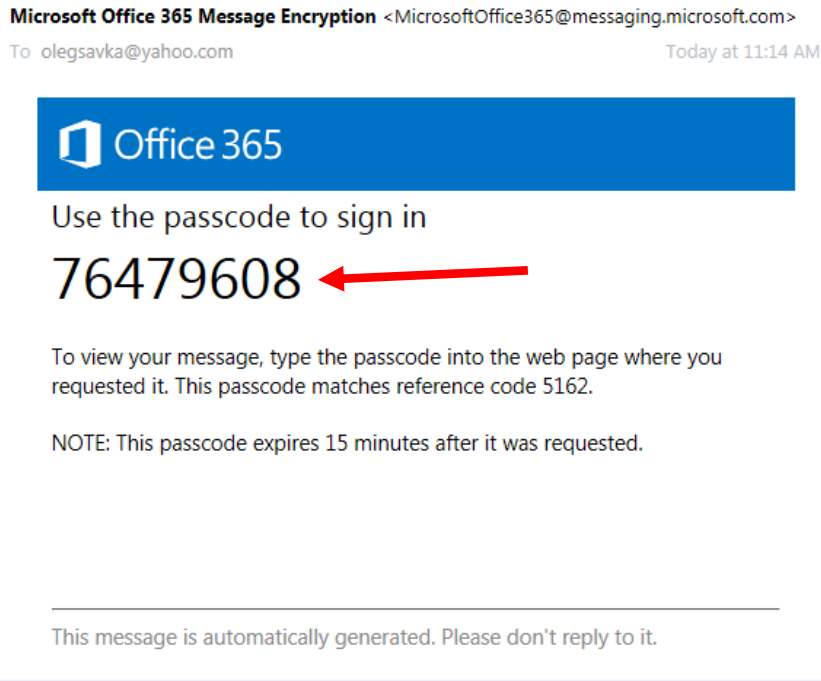 Microsoft Office 365 Message Encryption <MicrosoftOffice365@messaging.microsoft.com>
To olegsavka@yahoo.com Today at 11:14 AM
Office 365
Use the passcode to sign in
76479608
To view your message, type the passcode into the web page where you
requested it. This passcode matches reference code 5162.
NOTE: This passcode expires 15 minutes after it was requested.
This message is automatically generated. Please don't reply to it.